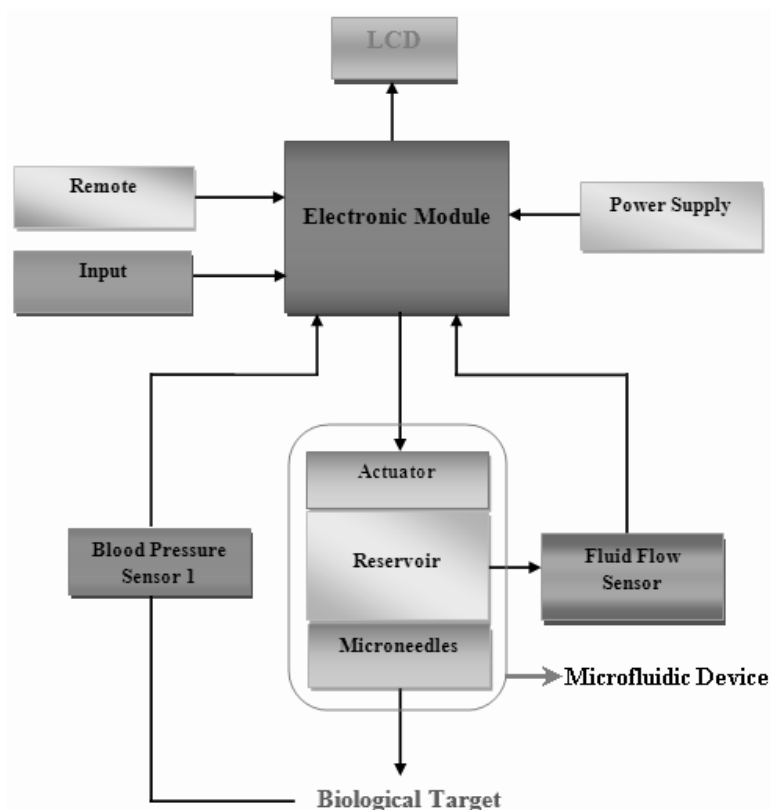 LCD
Remote
Electronic Module
Power Supply
Input
Actuator
Blood Pressure
Sensor 1
Reservoir
Fluid Flow
Sensor
Microneedles
Microfluidic Device
Biological Target